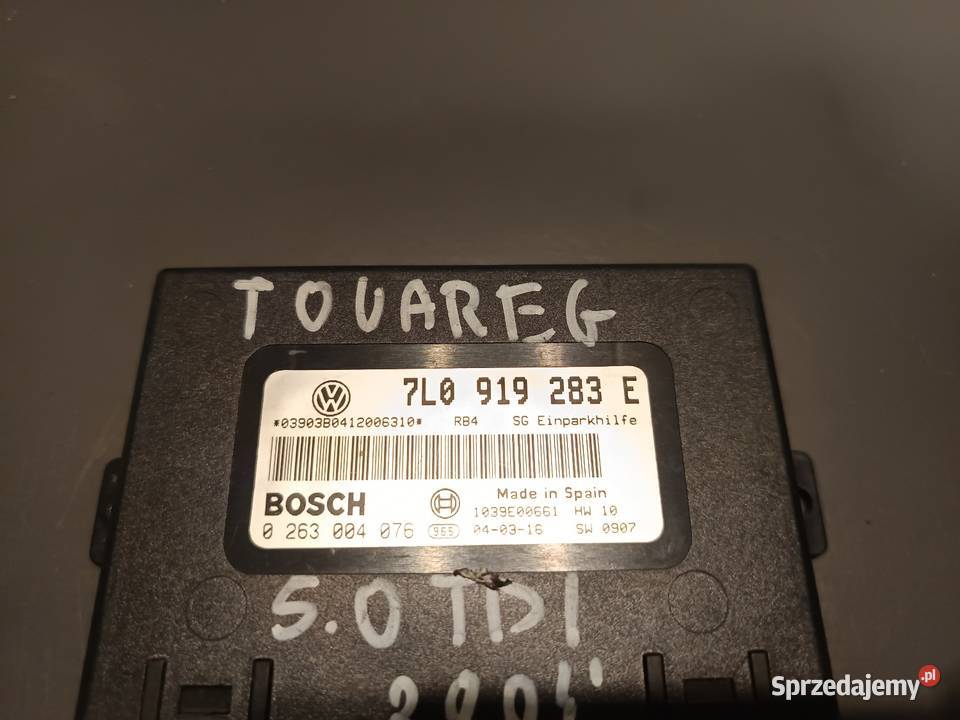 TOUAREG
7L0 919 283 E
*03903B0412006310* RB4 SG Einparkhilfe
BOSCH
Made in Spain
1039E00661 HW 10
0 263 004 076 965 04-03-16 SW 0907
5.0 TDI
Sprzedajemy.pl